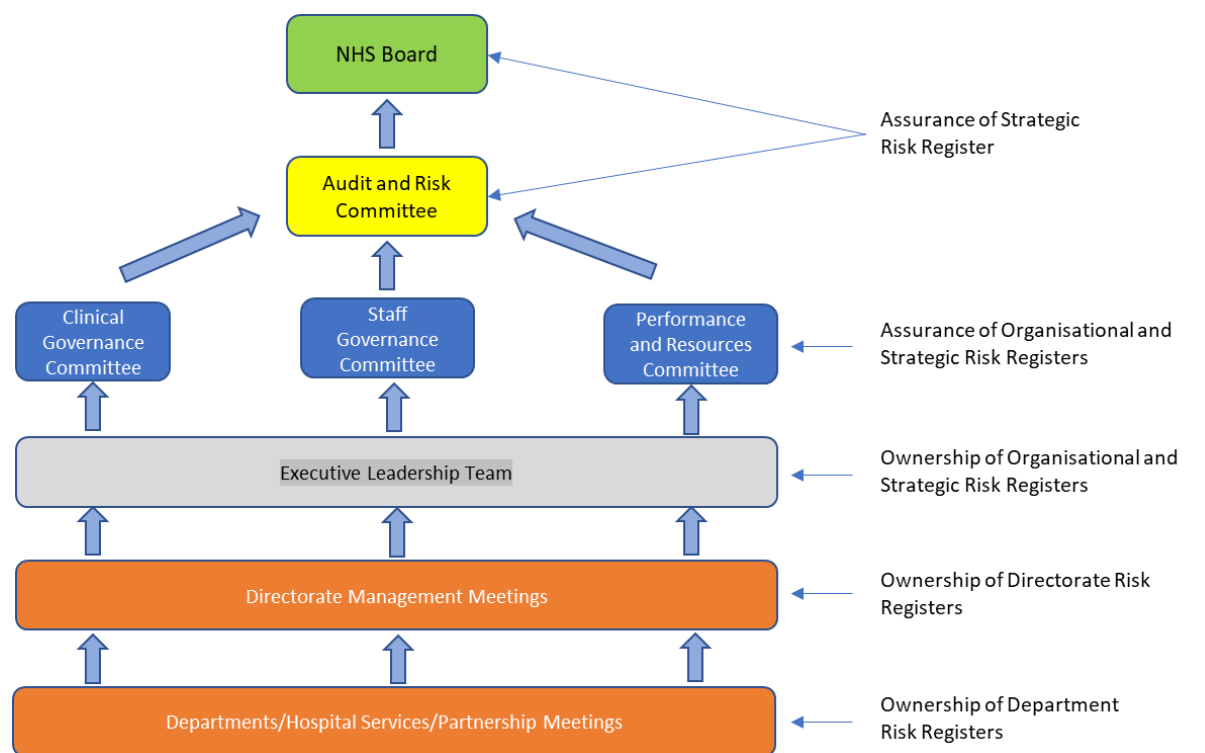 NHS Board
Assurance of Strategic
Risk Register
Audit and Risk
Committee
Clinical
Governance
Committee
Staff
Governance
Committee
Performance
and Resources
Committee
Assurance of Organisational and
Strategic Risk Registers
Executive Leadership Team
Ownership of Organisational and
Strategic Risk Registers
Directorate Management Meetings
Ownership of Directorate Risk
Registers
Departments/Hospital Services/Partnership Meetings
Ownership of Department
Risk Registers